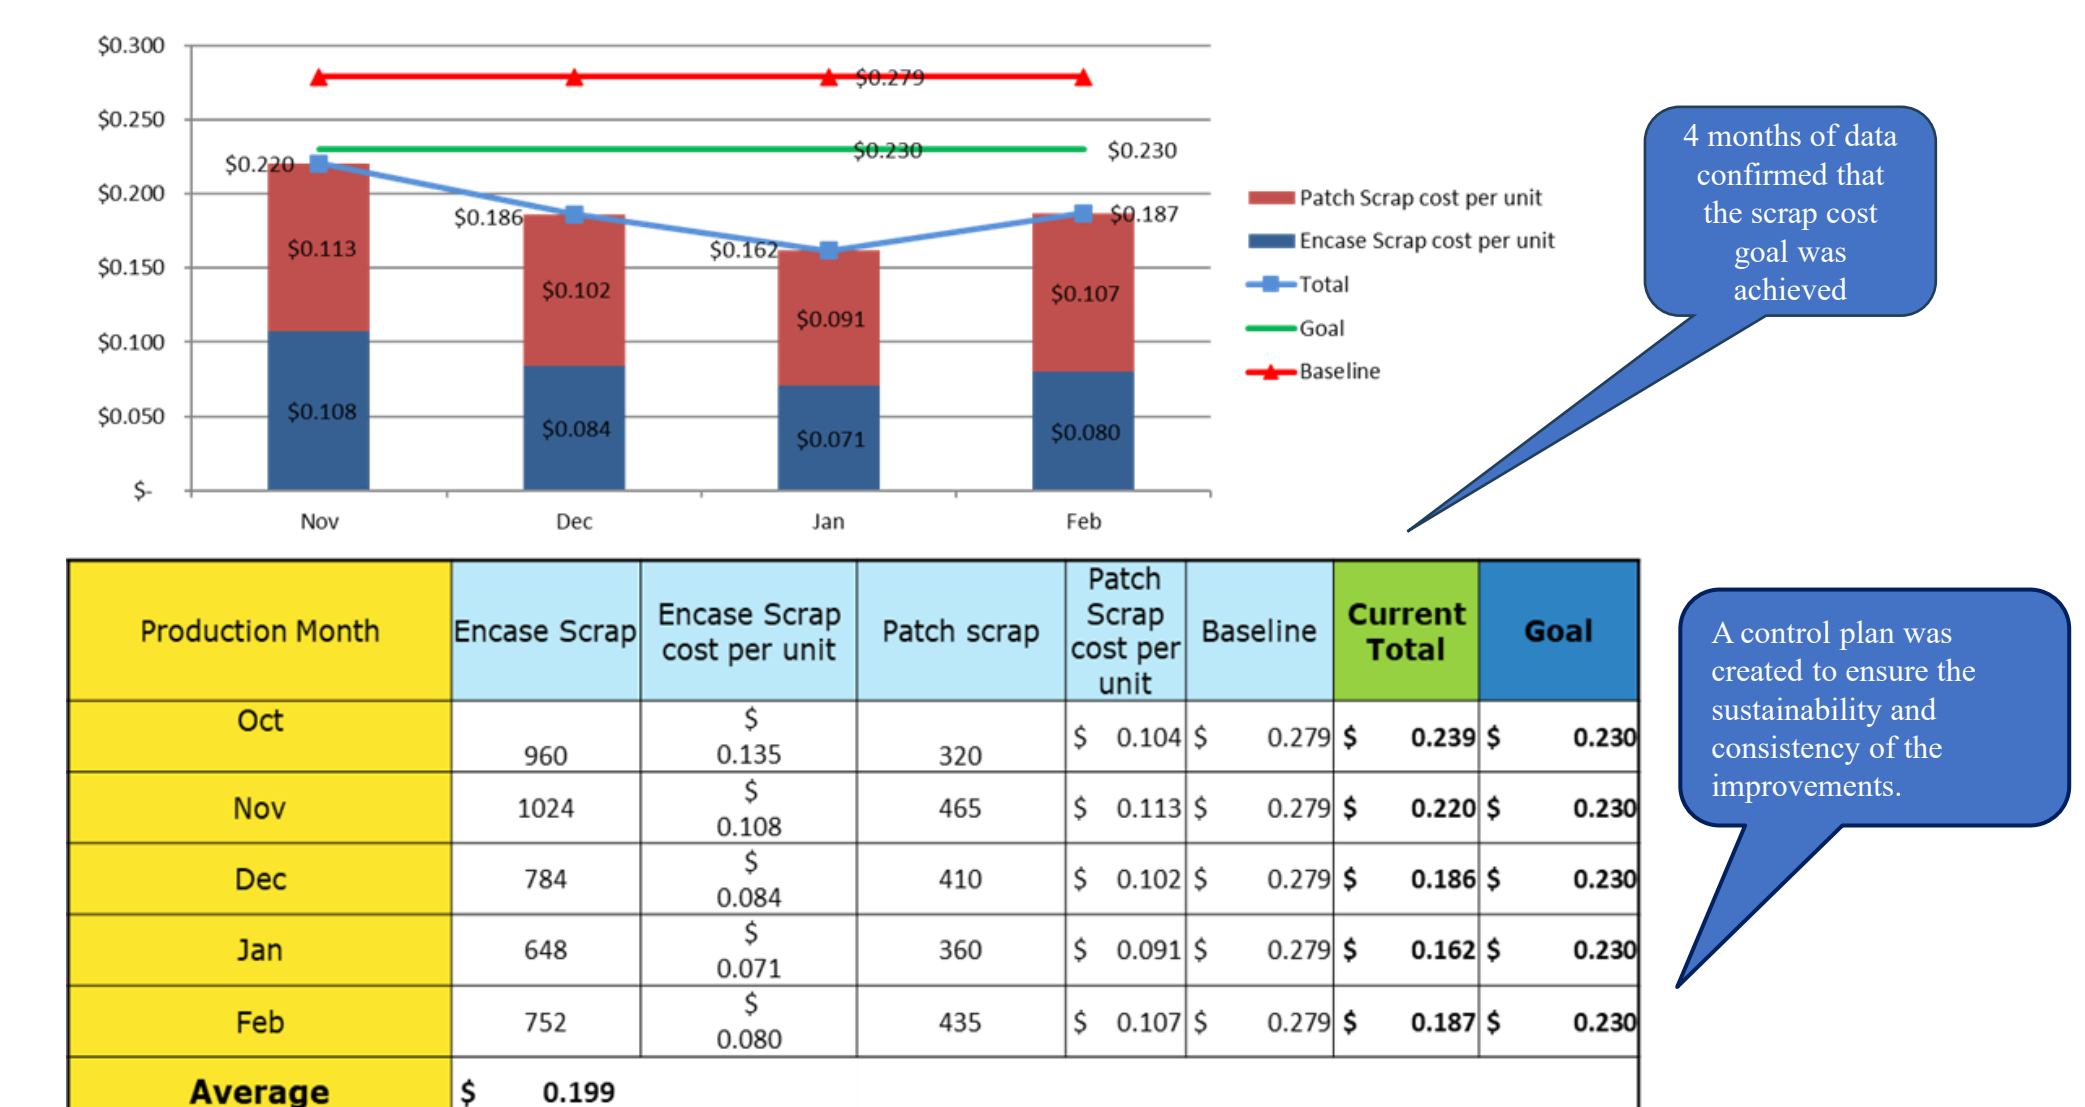 $0.300
$0.279
$0.250
$0.230
$0.230
$0.220
$0.200
$0.186
$0.187
$0.162
$0.150
$0.113
$0.102
$0.091
$0.107
$0.100
$0.108
$0.084
$0.071
$0.080
$0.050
$-
Nov Dec Jan Feb
Patch Scrap cost per unit
Encase Scrap cost per unit
Total
Goal
Baseline
4 months of data
confirmed that
the scrap cost
goal was
achieved
Production Month
Encase Scrap
Encase Scrap
cost per unit
Patch scrap
Patch
Scrap
cost per
unit
Baseline
Current
Total
Goal
Oct 960 $ 0.135 320 $ 0.104 $ 0.279 $ 0.239 $ 0.230
Nov 1024 $ 0.108 465 $ 0.113 $ 0.279 $ 0.220 $ 0.230
Dec 784 $ 0.084 410 $ 0.102 $ 0.279 $ 0.186 $ 0.230
Jan 648 $ 0.071 360 $ 0.091 $ 0.279 $ 0.162 $ 0.230
Feb 752 $ 0.080 435 $ 0.107 $ 0.279 $ 0.187 $ 0.230
Average $ 0.199
A control plan was
created to ensure the
sustainability and
consistency of the
improvements.